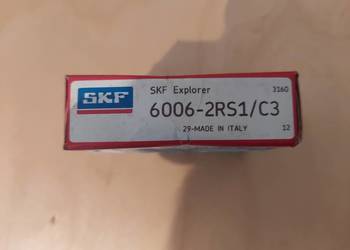 SKF
SKF Explorer 3160
6006-2RS1/C3
29-MADE IN ITALY 12